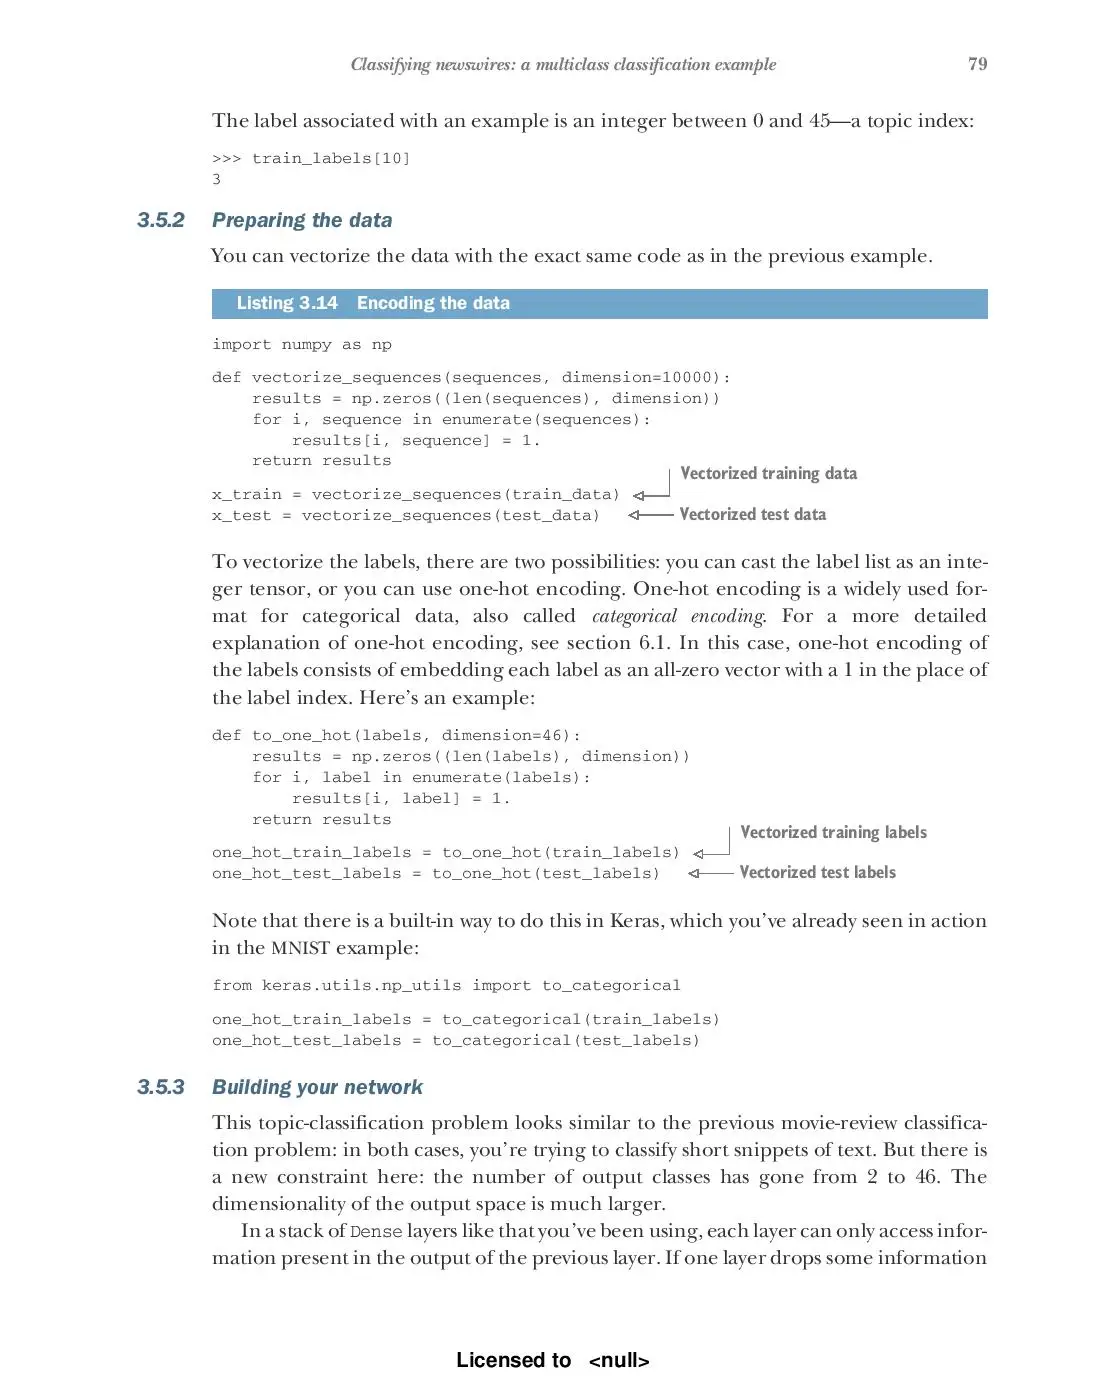 Classifying newswires: a multiclass classification example 79
The label associated with an example is an integer between 0 and 45—a topic index:
>>> train_labels[10]
3
3.5.2 Preparing the data
You can vectorize the data with the exact same code as in the previous example.
Listing 3.14 Encoding the data
import numpy as np
def vectorize_sequences(sequences, dimension=10000):
    results = np.zeros((len(sequences), dimension))
    for i, sequence in enumerate(sequences):
        results[i, sequence] = 1.
    return results
Vectorized training data
x_train = vectorize_sequences(train_data)
x_test = vectorize_sequences(test_data) Vectorized test data
To vectorize the labels, there are two possibilities: you can cast the label list as an inte-
ger tensor, or you can use one-hot encoding. One-hot encoding is a widely used for-
mat for categorical data, also called categorical encoding. For a more detailed
explanation of one-hot encoding, see section 6.1. In this case, one-hot encoding of
the labels consists of embedding each label as an all-zero vector with a 1 in the place of
the label index. Here's an example:
def to_one_hot(labels, dimension=46):
    results = np.zeros((len(labels), dimension))
    for i, label in enumerate(labels):
        results[i, label] = 1.
    return results
Vectorized training labels
one_hot_train_labels = to_one_hot(train_labels)
one_hot_test_labels = to_one_hot(test_labels) Vectorized test labels
Note that there is a built-in way to do this in Keras, which you've already seen in action
in the MNIST example:
from keras.utils.np_utils import to_categorical
one_hot_train_labels = to_categorical(train_labels)
one_hot_test_labels = to_categorical(test_labels)
3.5.3 Building your network
This topic-classification problem looks similar to the previous movie-review classifica-
tion problem: in both cases, you're trying to classify short snippets of text. But there is
a new constraint here: the number of output classes has gone from 2 to 46. The
dimensionality of the output space is much larger.
In a stack of Dense layers like that you've been using, each layer can only access infor-
mation present in the output of the previous layer. If one layer drops some information
Licensed to <null>